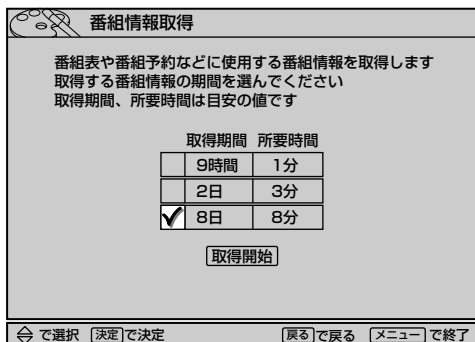 番組情報取得
番組表や番組予約などに使用する番組情報を取得します
取得する番組情報の期間を選んでください
取得期間、所要時間は目安の値です
取得期間 所要時間
9時間 1分
2日 3分
8日 8分
取得開始
で選択 決定で決定 戻るで戻る メニューで終了